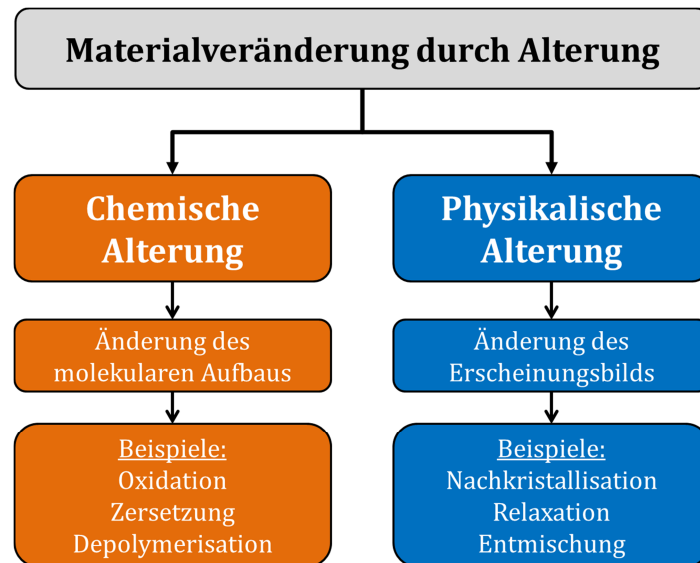 Materialveränderung durch Alterung
Chemische
Alterung
Änderung des
molekularen Aufbaus
Beispiele:
Oxidation
Zersetzung
Depolymerisation
Physikalische
Alterung
Änderung des
Erscheinungsbilds
Beispiele:
Nachkristallisation
Relaxation
Entmischung